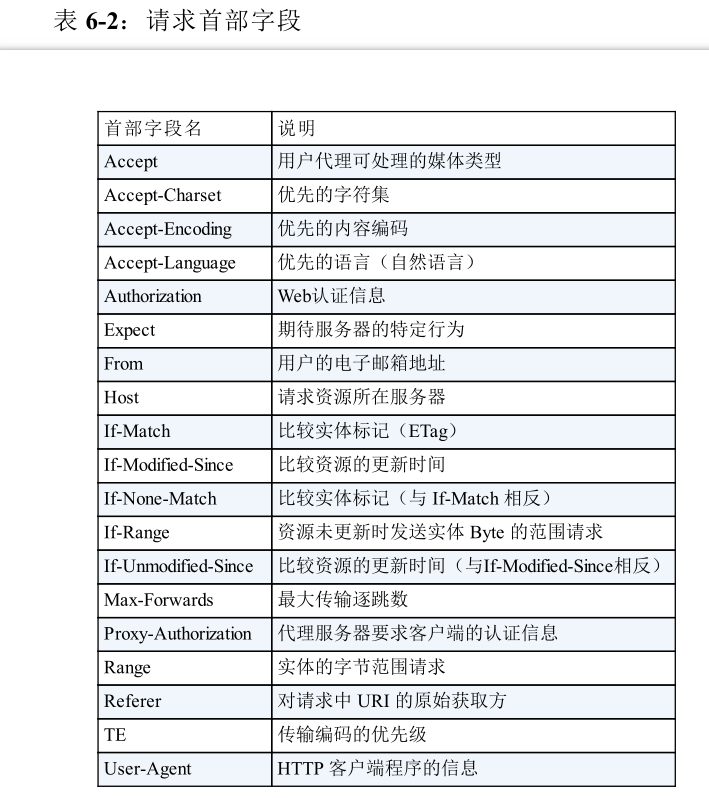 表 6-2：请求首部字段
首部字段名 说明
Accept 用户代理可处理的媒体类型
Accept-Charset 优先的字符集
Accept-Encoding 优先的内容编码
Accept-Language 优先的语言（自然语言）
Authorization Web认证信息
Expect 期待服务器的特定行为
From 用户的电子邮箱地址
Host 请求资源所在服务器
If-Match 比较实体标记（ETag）
If-Modified-Since 比较资源的更新时间
If-None-Match 比较实体标记（与 If-Match 相反）
If-Range 资源未更新时发送实体 Byte 的范围请求
If-Unmodified-Since 比较资源的更新时间（与If-Modified-Since相反）
Max-Forwards 最大传输逐跳数
Proxy-Authorization 代理服务器要求客户端的认证信息
Range 实体的字节范围请求
Referer 对请求中 URI 的原始获取方
TE 传输编码的优先级
User-Agent HTTP 客户端程序的信息